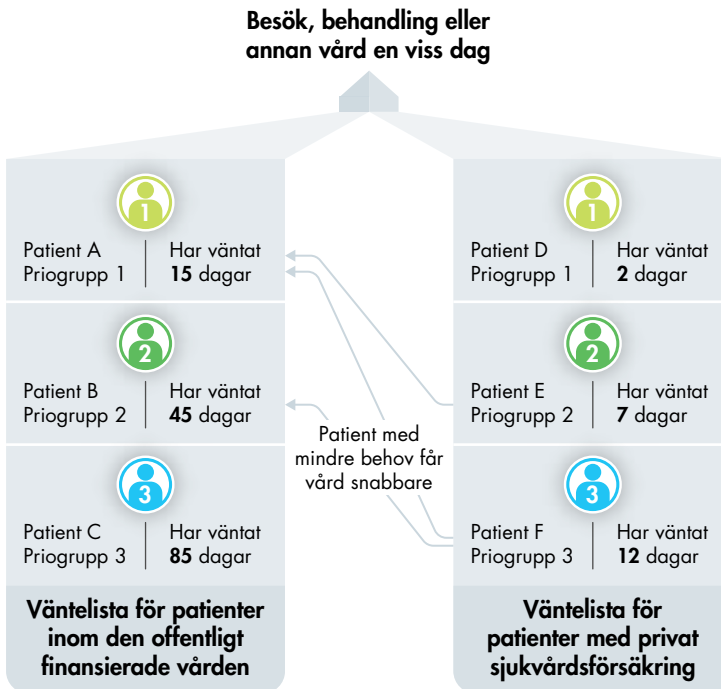 Besök, behandling eller
annan vård en viss dag
1
Patient A
Priogrupp 1
Har väntat
15 dagar
2
Patient B
Priogrupp 2
Har väntat
45 dagar
3
Patient C
Priogrupp 3
Har väntat
85 dagar
Väntelista för patienter
inom den offentligt
finansierade vården
Patient med
mindre behov får
vård snabbare
1
Patient D
Priogrupp 1
Har väntat
2 dagar
2
Patient E
Priogrupp 2
Har väntat
7 dagar
3
Patient F
Priogrupp 3
Har väntat
12 dagar
Väntelista för
patienter med privat
sjukvårdsförsäkring